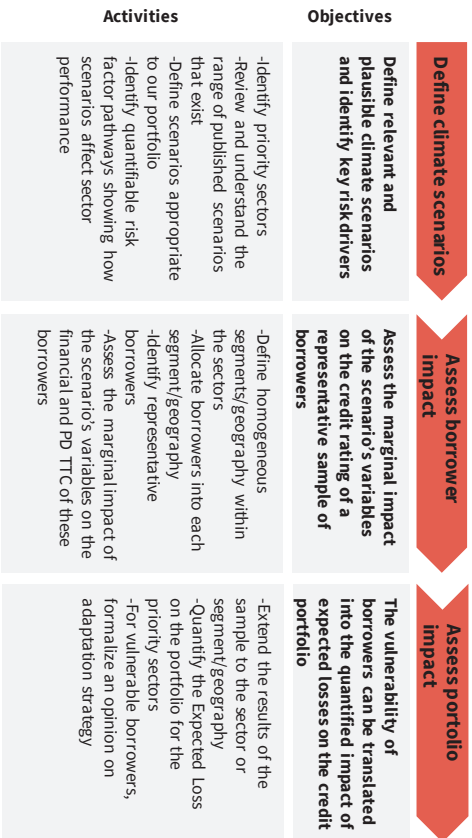 Define climate scenarios
Assess borrower
impact
Assess portolio
impact
Objectives
Define relevant and
plausible climate scenarios
and identify key risk drivers
Assess the marginal impact
of the scenario's variables
on the credit rating of a
representative sample of
borrowers
The vulnerability of
borrowers can be translated
into the quantified impact of
expected losses on the credit
portfolio
Activities
-Identify priority sectors
-Review and understand the
range of published scenarios
that exist
-Define scenarios appropriate
to our portfolio
-Identify quantifiable risk
factor pathways showing how
scenarios affect sector
performance
-Define homogeneous
segments/geography within
the sectors
-Allocate borrowers into each
segment/geography
-Identify representative
borrowers
-Assess the marginal impact of
the scenario's variables on the
financial and PD TTC of these
borrowers
-Extend the results of the
sample to the sector or
segment/geography
-Quantify the Expected Loss
on the portfolio for the
priority sectors
-For vulnerable borrowers,
formalize an opinion on
adaptation strategy